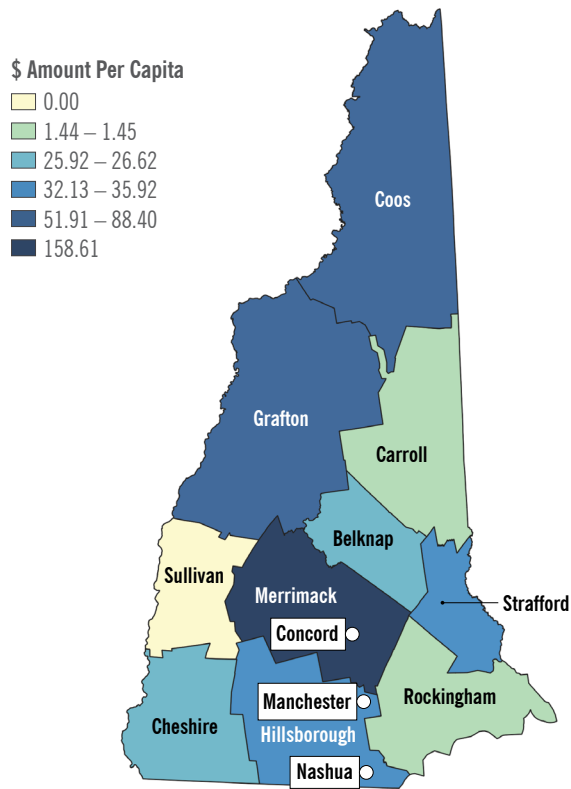 $ Amount Per Capita
0.00
1.44 – 1.45
25.92 – 26.62
32.13 – 35.92
51.91 – 88.40
158.61
Coos
Grafton
Carroll
Belknap
Sullivan
Merrimack
Strafford
Concord
Rockingham
Manchester
Cheshire
Hillsborough
Nashua